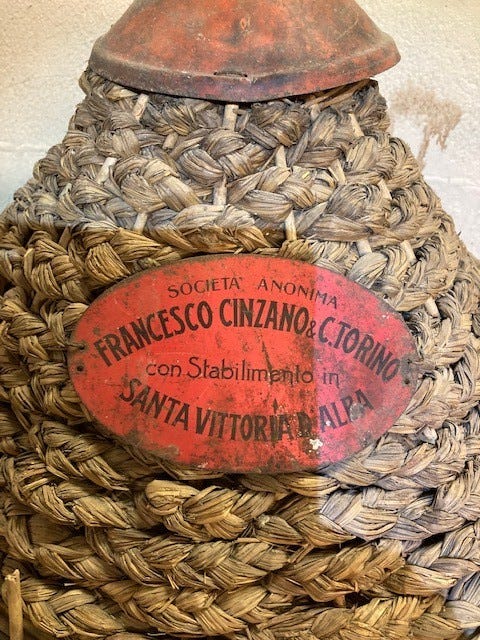 SOCIETA' ANONIMA
FRANCESCO CINZANO & C. TORINO
con Stabilimento in
SANTA VITTORIA D'ALBA